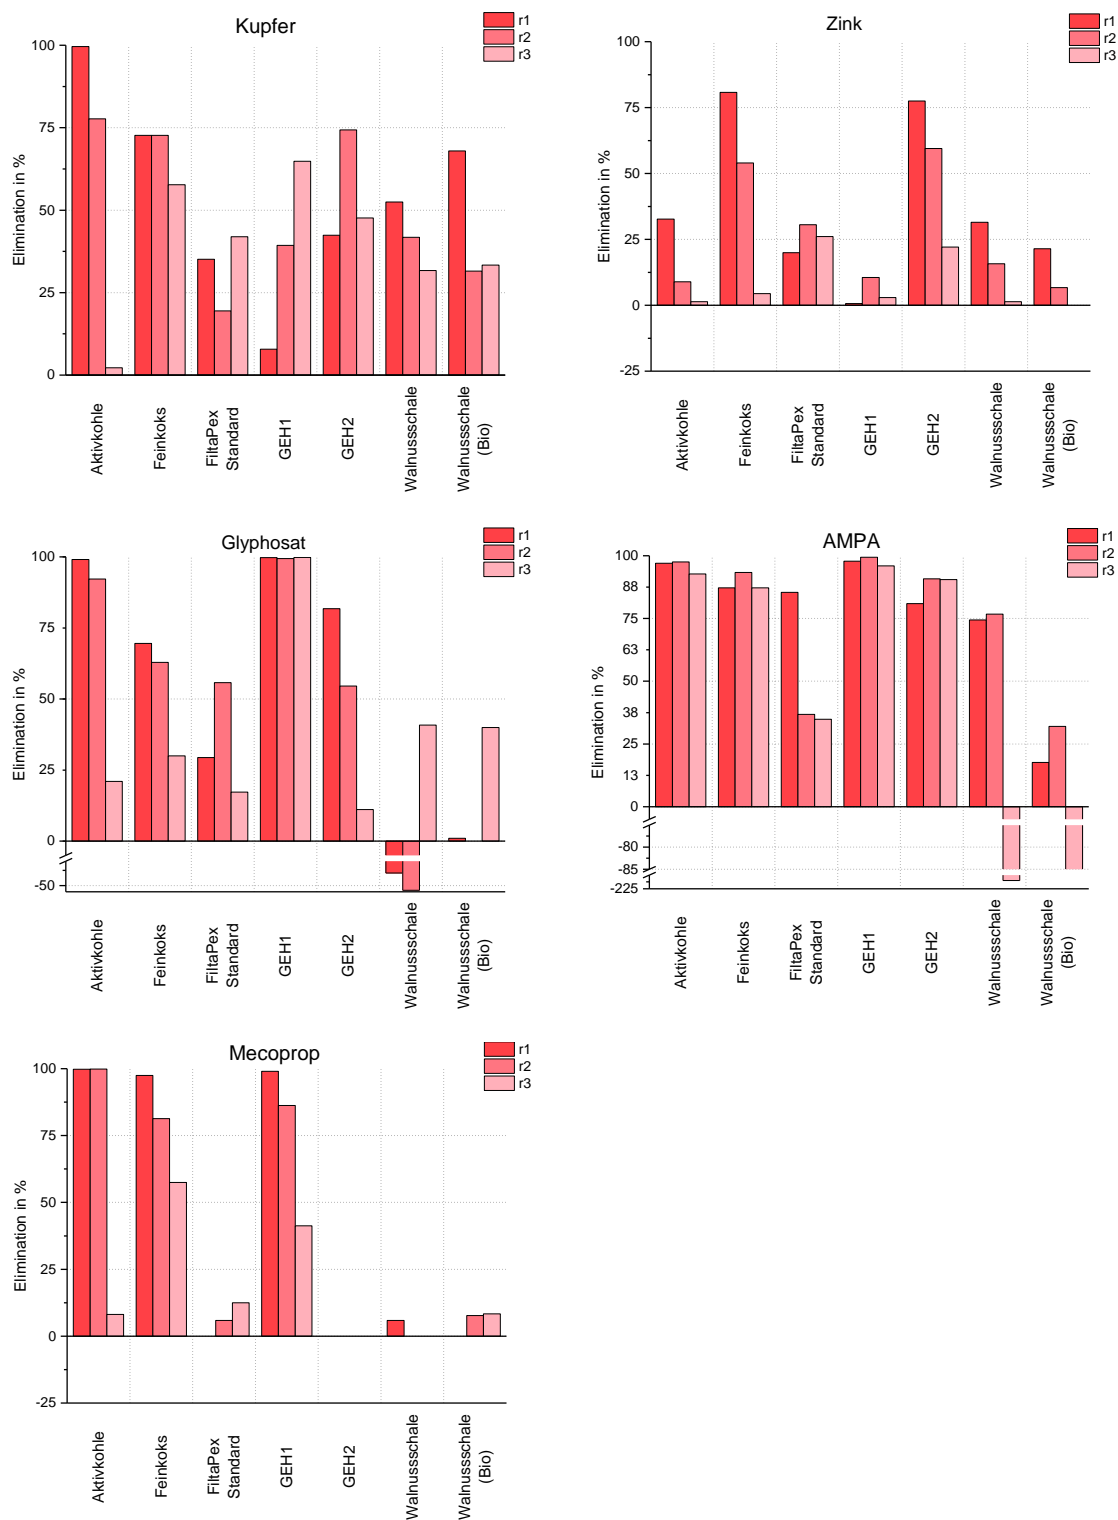 Kupfer
r1
r2
r3
100
75
50
25
0
Elimination in %
Aktivkohle
Feinkoks
FiltaPex
Standard
GEH1
GEH2
Walnussschale
Walnussschale
(Bio)
Zink
r1
r2
r3
100
75
50
25
0
-25
Elimination in %
Aktivkohle
Feinkoks
FiltaPex
Standard
GEH1
GEH2
Walnussschale
Walnussschale
(Bio)
Glyphosat
r1
r2
r3
100
75
50
25
0
-50
Elimination in %
Aktivkohle
Feinkoks
FiltaPex
Standard
GEH1
GEH2
Walnussschale
Walnussschale
(Bio)
AMPA
r1
r2
r3
100
88
75
63
50
38
25
13
0
-80
-85
-225
Elimination in %
Aktivkohle
Feinkoks
FiltaPex
Standard
GEH1
GEH2
Walnussschale
Walnussschale
(Bio)
Mecoprop
r1
r2
r3
100
75
50
25
0
-25
Elimination in %
Aktivkohle
Feinkoks
FiltaPex
Standard
GEH1
GEH2
Walnussschale
Walnussschale
(Bio)